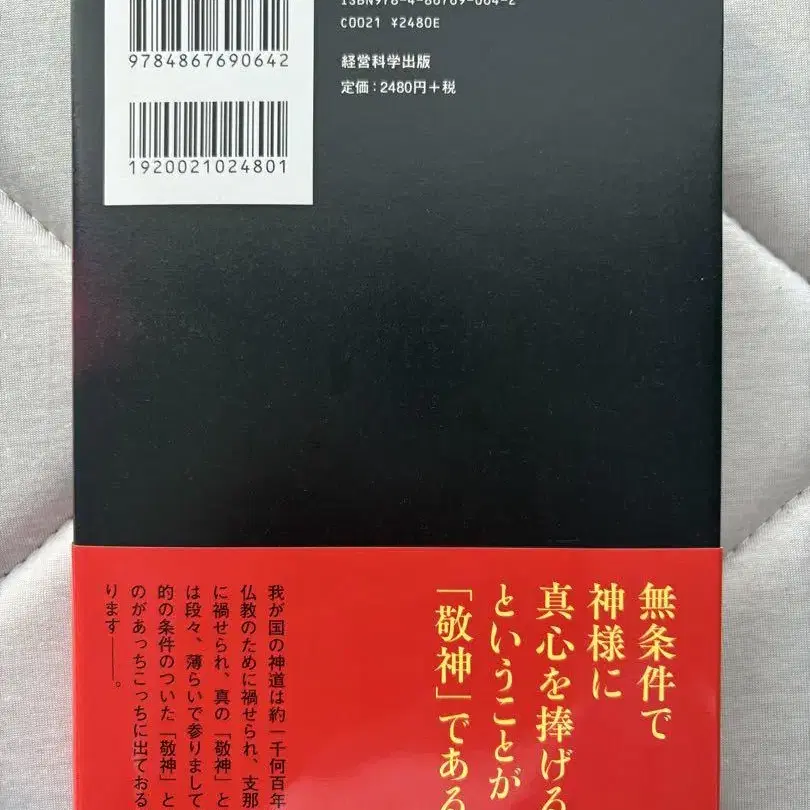 ISBN978-4-86769-064-2
C0021 ¥2480E
経営科学出版
定価：2480円＋税
9784867690642
1920021024801
無条件で
神様に
真心を捧げる
ということが
「敬神」である
我が国の神道は約一千何百年
仏教のために禍せられ、支那
に禍せられ、真の「敬神」と
は段々、薄らいで参りまして
的の条件のついた「敬神」と
のがあっちこっちに出ておる
ります――。